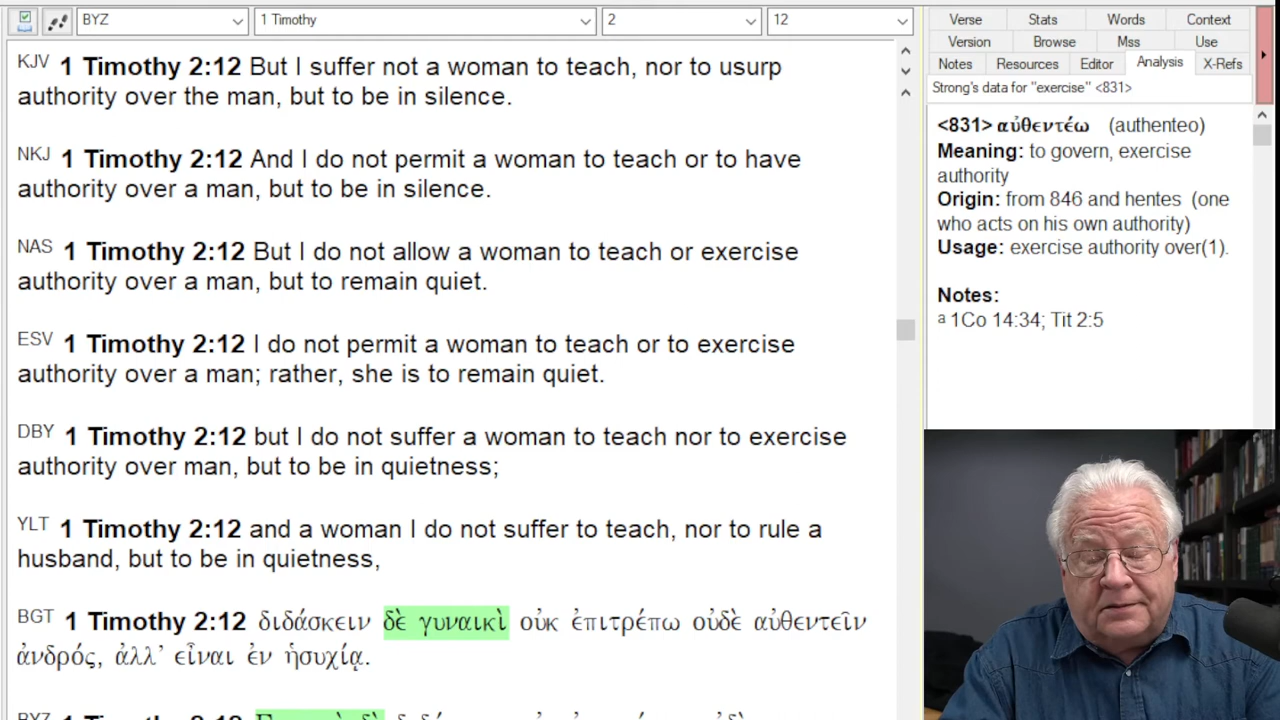 BYZ 1 Timothy 2 12
KJV 1 Timothy 2:12 But I suffer not a woman to teach, nor to usurp
authority over the man, but to be in silence.
NKJ 1 Timothy 2:12 And I do not permit a woman to teach or to have
authority over a man, but to be in silence.
NAS 1 Timothy 2:12 But I do not allow a woman to teach or exercise
authority over a man, but to remain quiet.
ESV 1 Timothy 2:12 I do not permit a woman to teach or to exercise
authority over a man; rather, she is to remain quiet.
DBY 1 Timothy 2:12 but I do not suffer a woman to teach nor to exercise
authority over man, but to be in quietness;
YLT 1 Timothy 2:12 and a woman I do not suffer to teach, nor to rule a
husband, but to be in quietness,
BGT 1 Timothy 2:12 διδάσκειν δὲ γυναικὶ οὐκ ἐπιτρέπω οὐδὲ αὐθεντεῖν
ἀνδρός, ἀλλ’ εἶναι ἐν ἡσυχίᾳ.
Verse Stats Words Context
Version Browse Mss Use
Notes Resources Editor Analysis X-Refs
Strong's data for "exercise" <831>
<831> αὐθεντέω (authenteo)
Meaning: to govern, exercise
authority
Origin: from 846 and hentes (one
who acts on his own authority)
Usage: exercise authority over(1).
Notes:
a 1Co 14:34; Tit 2:5